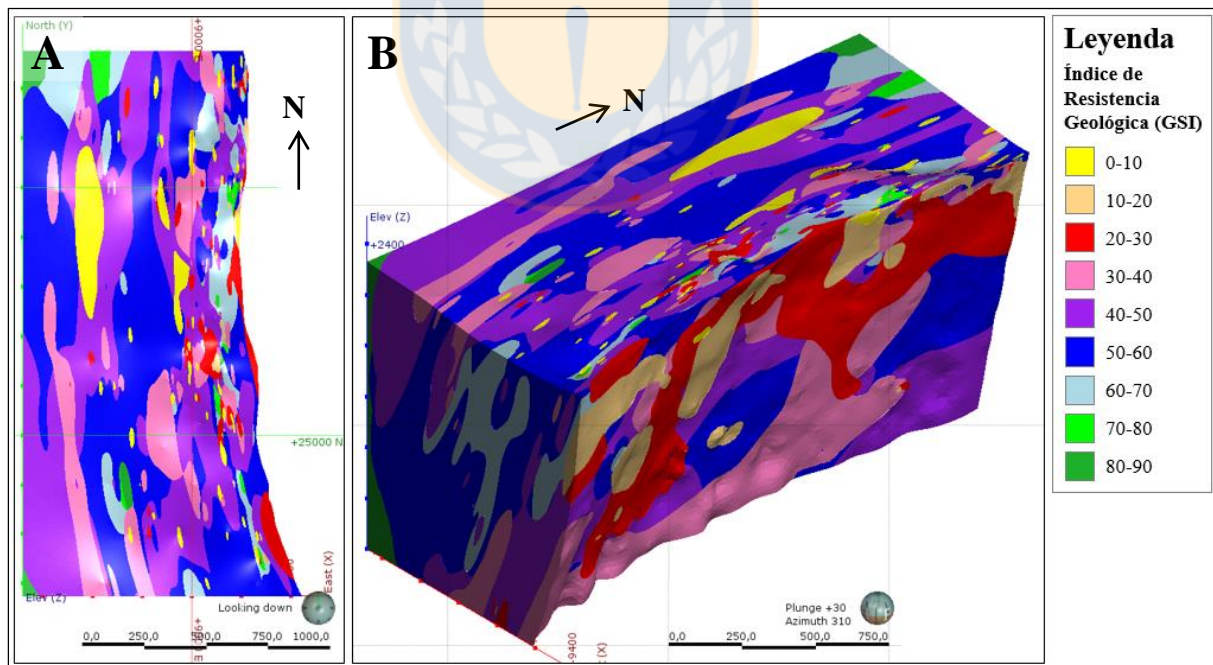 North (Y)
A
N
+25000 N
East (X)
Elev (Z)
Looking down
0,0 250,0 500,0 750,0 1000,0
B
N
Elev (Z)
+2400
Plunge +30
Azimuth 310
0,0 250,0 500,0 750,0
Leyenda
Índice de
Resistencia
Geológica (GSI)
0-10
10-20
20-30
30-40
40-50
50-60
60-70
70-80
80-90